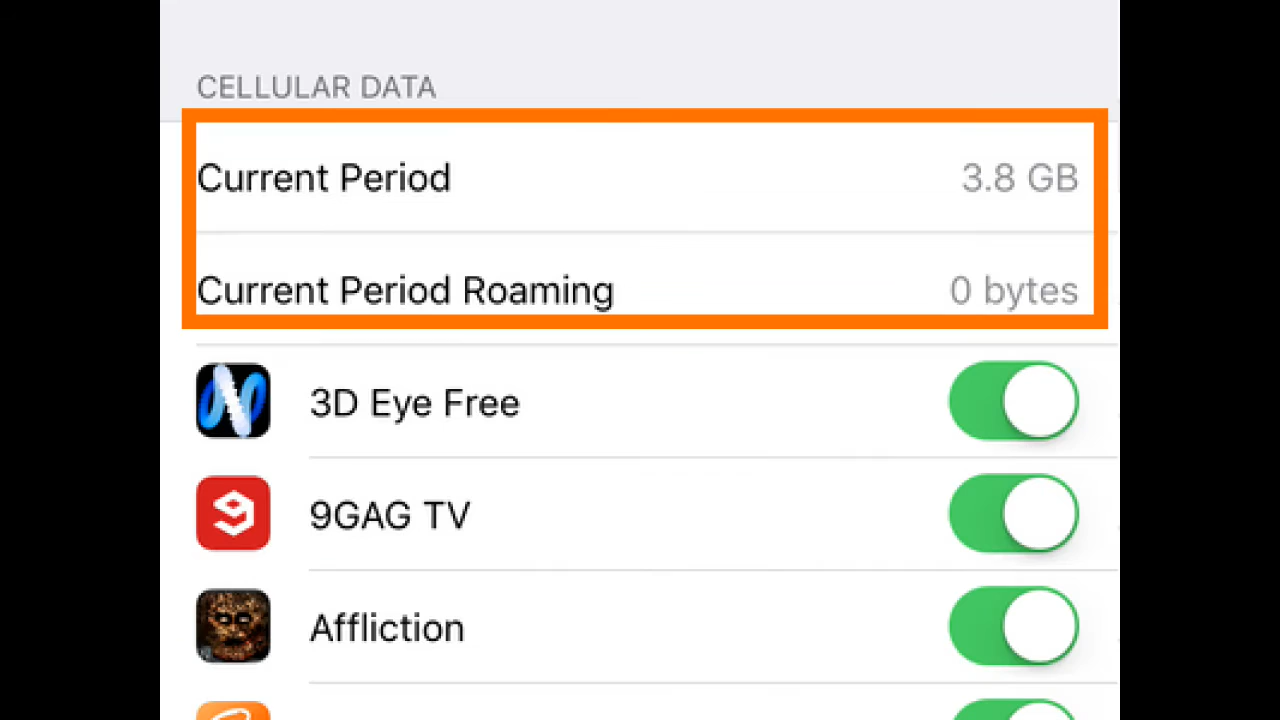 CELLULAR DATA
Current Period 3.8 GB
Current Period Roaming 0 bytes
3D Eye Free
9GAG TV
Affliction